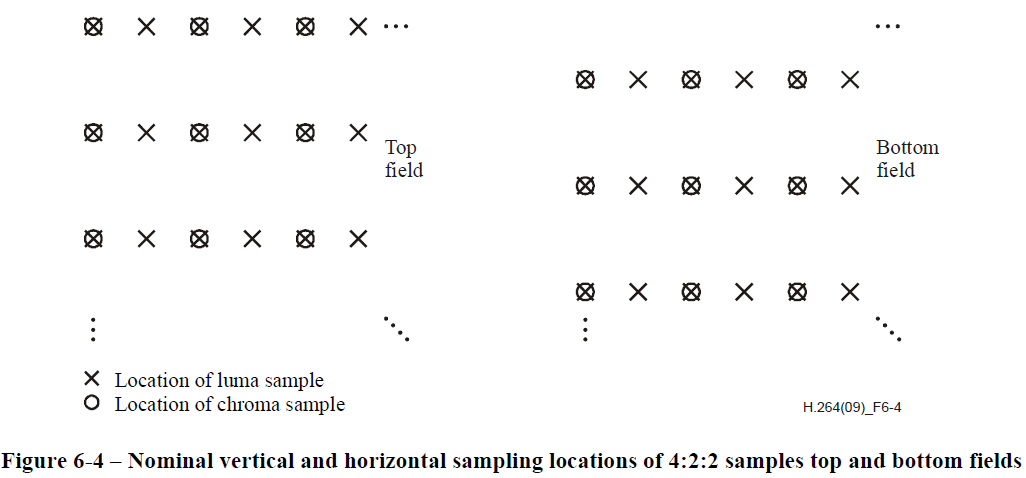 Top
field
Bottom
field
Location of luma sample
Location of chroma sample
H.264(09)_F6-4
Figure 6-4 – Nominal vertical and horizontal sampling locations of 4:2:2 samples top and bottom fields